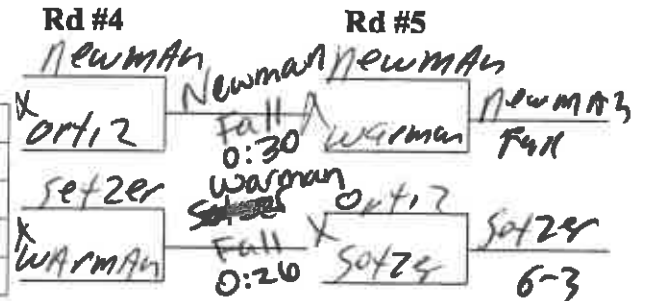 Rd #4
Rd #5
Newman
Newman
Newman
X
Ortiz
Fall
0:30
Warman
Newman
Fall
Setzer
Warman
X
Warman
Fall
0:26
Ortiz
X
Setzer
Setzer
6-3